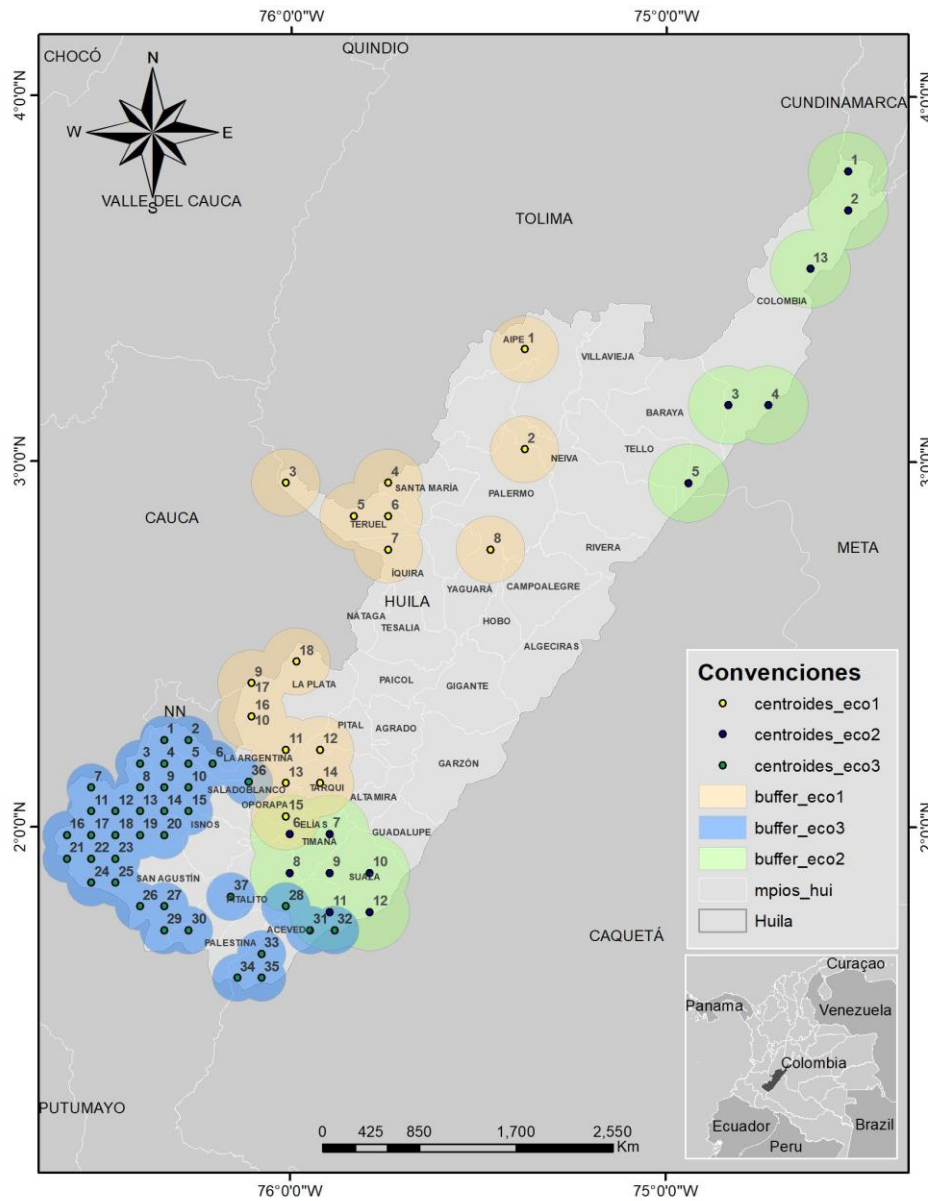 76°0'0"W 75°0'0"W
CHOCÓ QUINDIO
N
4°0'0"N 4°0'0"N
CUNDINAMARCA
W E
1
VALLE DEL CAUCA
S
2
TOLIMA
13
COLOMBIA
AIPE 1
VILLAVIEJA
3 4
BARAYA
2
NEIVA TELLO
3°0'0"N 3°0'0"N
3 4 5
SANTA MARÍA PALERMO
CAUCA
5 6
TERUEL
META
7 8
RIVERA
ÍQUIRA
YAGUARÁ CAMPOALEGRE
HUILA
NÁTAGA
HOBO
TESALIA
ALGECIRAS
18
9
LA PLATA PAICOL GIGANTE
17
16
NN
10
PITAL AGRADO
1 2
11 12
LA ARGENTINA
3 4 5 6
GARZÓN
36
13 14
SALADOBLANCO TARQUI
7 8 9 10
ALTAMIRA
OPORAPA 15
11 12 13 14 15
ISNOS
6 ELÍAS 7
GUADALUPE
2°0'0"N 2°0'0"N
TIMANÁ
16 17 18 19 20
21 22 23
8 9 10
SUAZA
24 25
SAN AGUSTÍN
37
PITALITO
26 27 28
11 12
29 30
ACEVEDO
31 32
PALESTINA 33
34 35
CAQUETÁ
PUTUMAYO
Convenciones
centroides_eco1
centroides_eco2
centroides_eco3
buffer_eco1
buffer_eco3
buffer_eco2
mpios_hui
Huila
Curaçao
Panama
Venezuela
Colombia
Ecuador
Brazil
Peru
0 425 850 1,700 2,550
Km
76°0'0"W 75°0'0"W